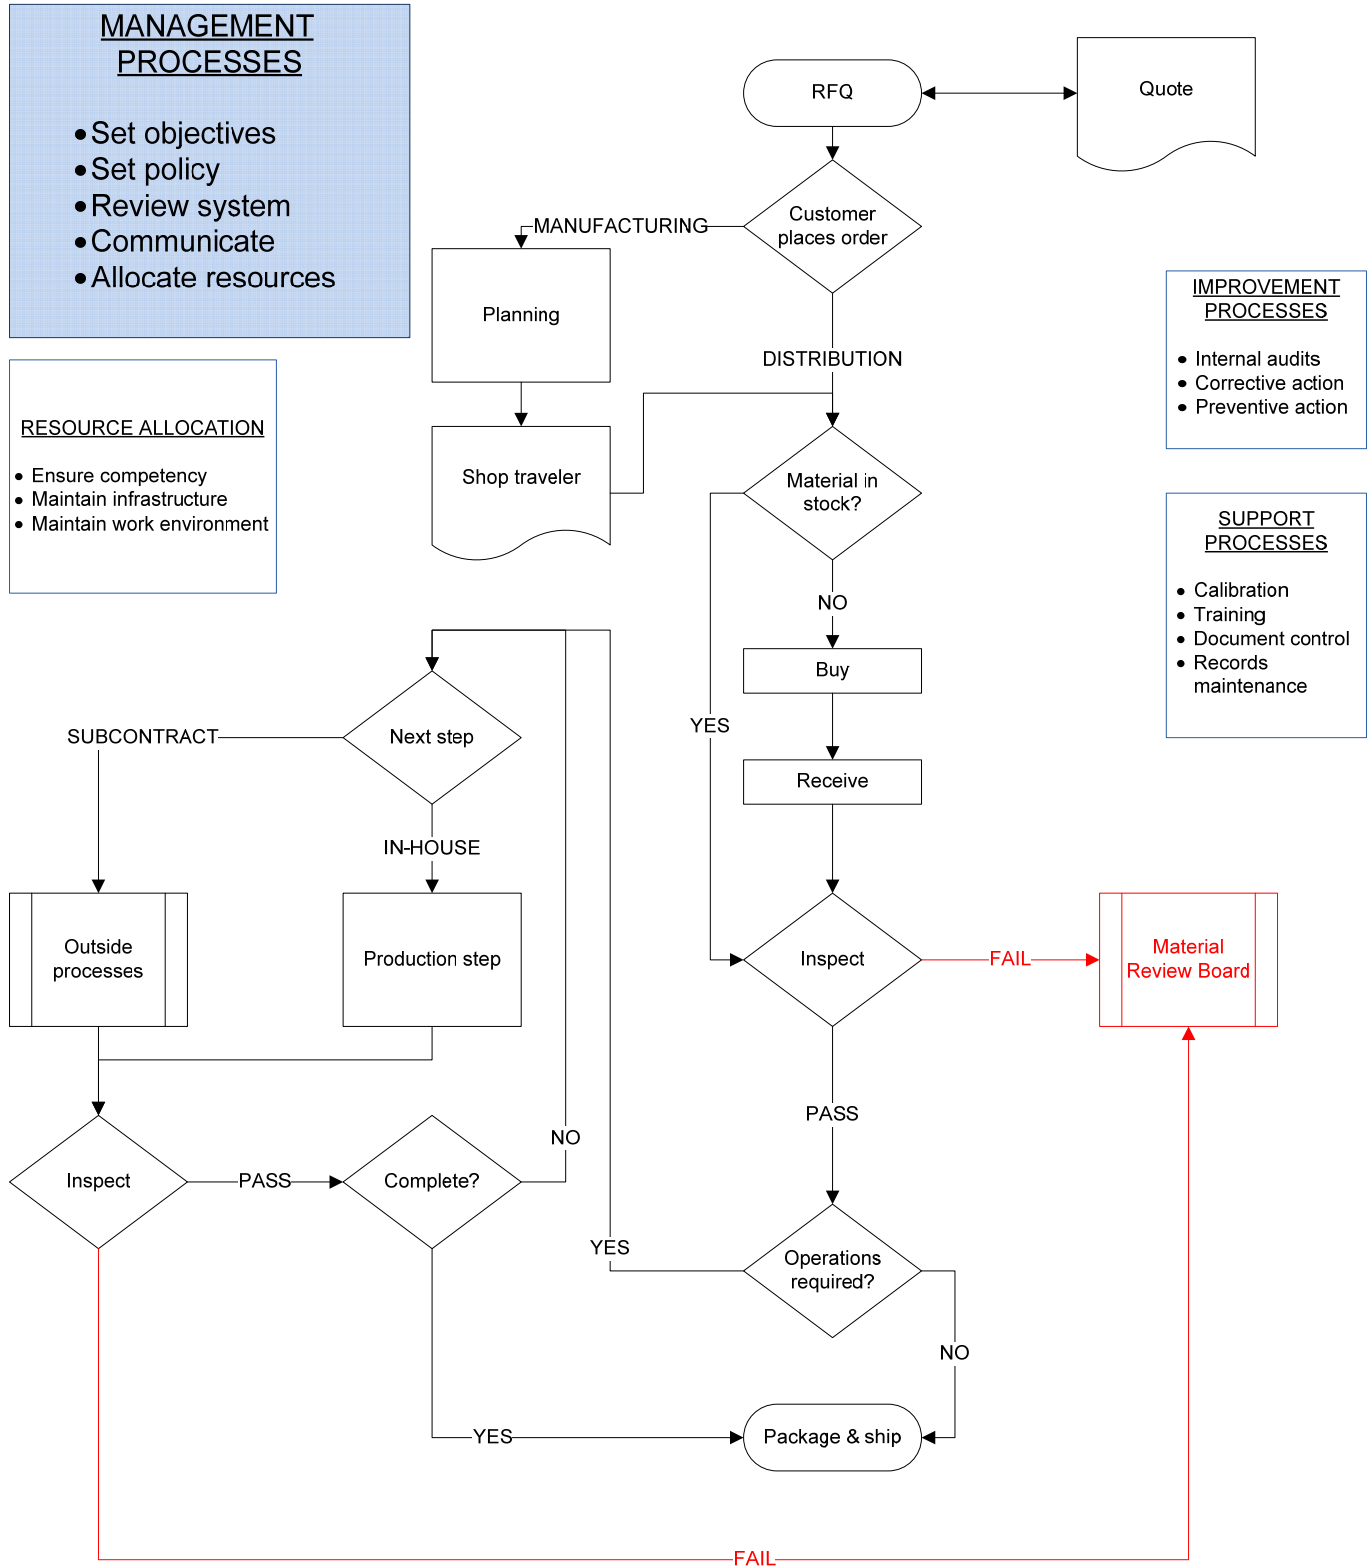 MANAGEMENT
PROCESSES
•Set objectives
•Set policy
•Review system
•Communicate
•Allocate resources
RFQ
Quote
Customer
places order
MANUFACTURING
Planning
DISTRIBUTION
IMPROVEMENT
PROCESSES
• Internal audits
• Corrective action
• Preventive action
RESOURCE ALLOCATION
• Ensure competency
• Maintain infrastructure
• Maintain work environment
Shop traveler
Material in
stock?
SUPPORT
PROCESSES
• Calibration
• Training
• Document control
• Records
maintenance
NO
Buy
YES
Receive
Next step
SUBCONTRACT
IN-HOUSE
Outside
processes
Production step
Inspect
FAIL
Material
Review Board
PASS
Inspect
PASS
Complete?
NO
YES
Operations
required?
NO
YES
Package & ship
FAIL